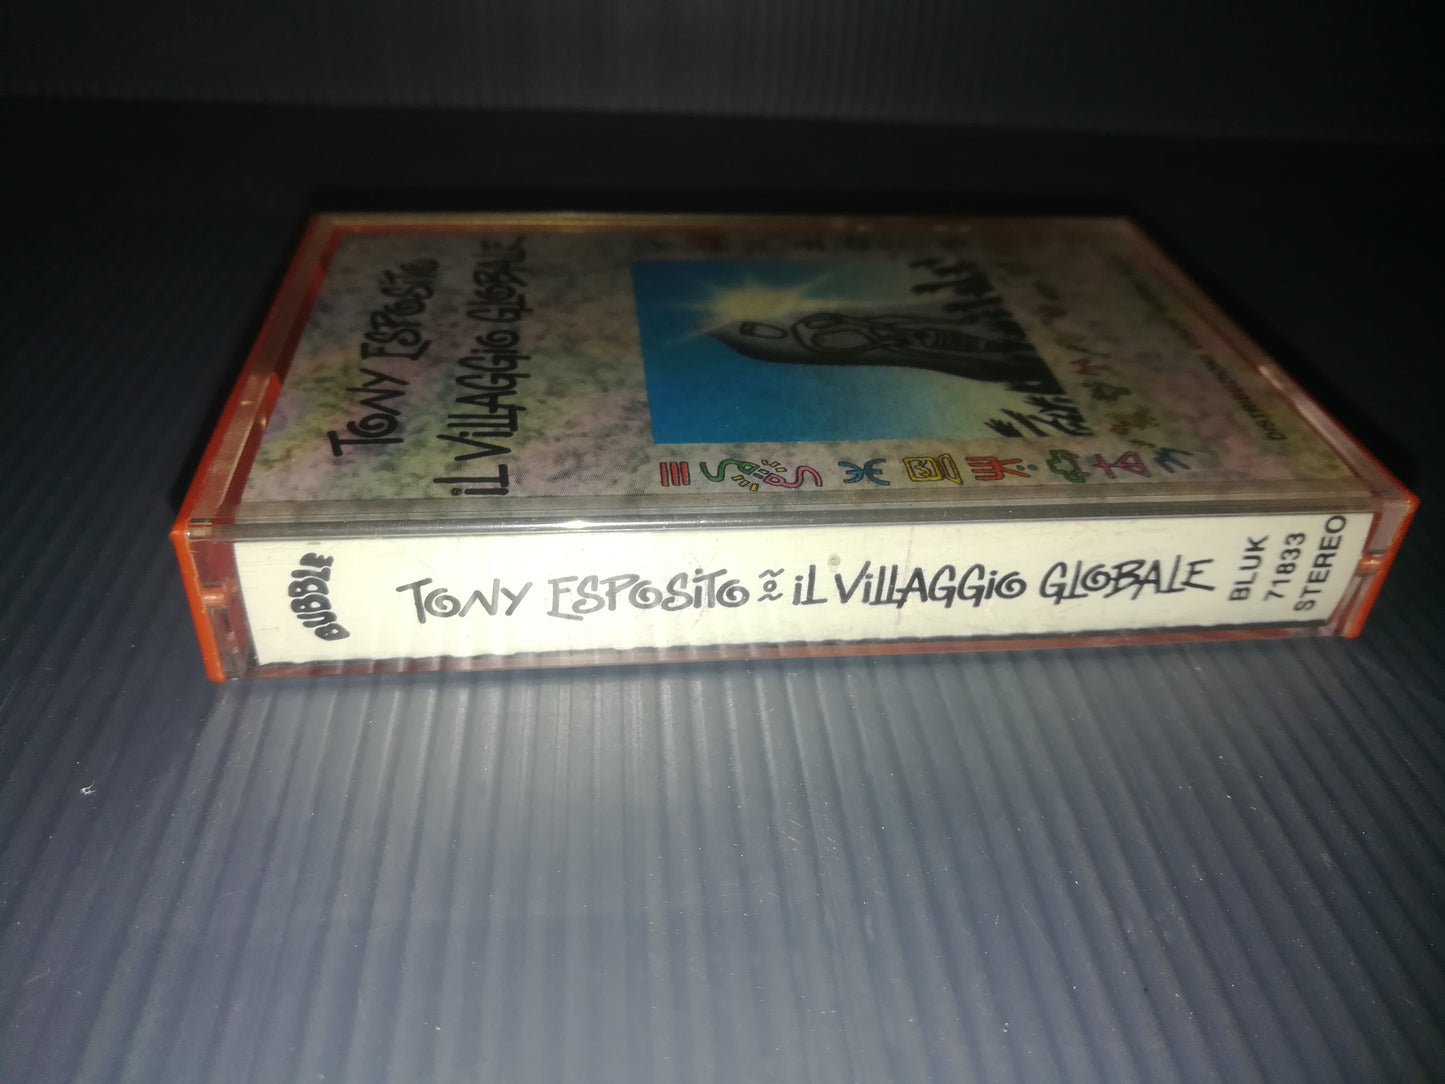 TONY ESPOSITO
iL ViLLAGGiO GLOBALE
BUBBLE
TONY ESPOSiTO ~ iL ViLLAGGiO GLOBALE
BLUK
71833
STEREO